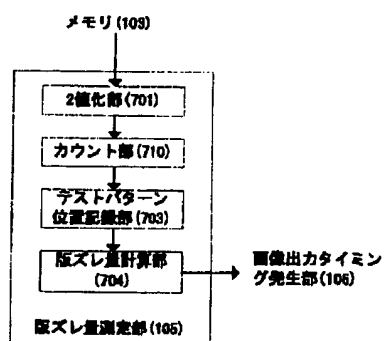 メモリ(103)
2値化部(701)
カウント部(710)
テストパターン
位置記録部(703)
版ズレ量計算部
(704)
画像出力タイミン
グ発生部(106)
版ズレ量測定部(105)